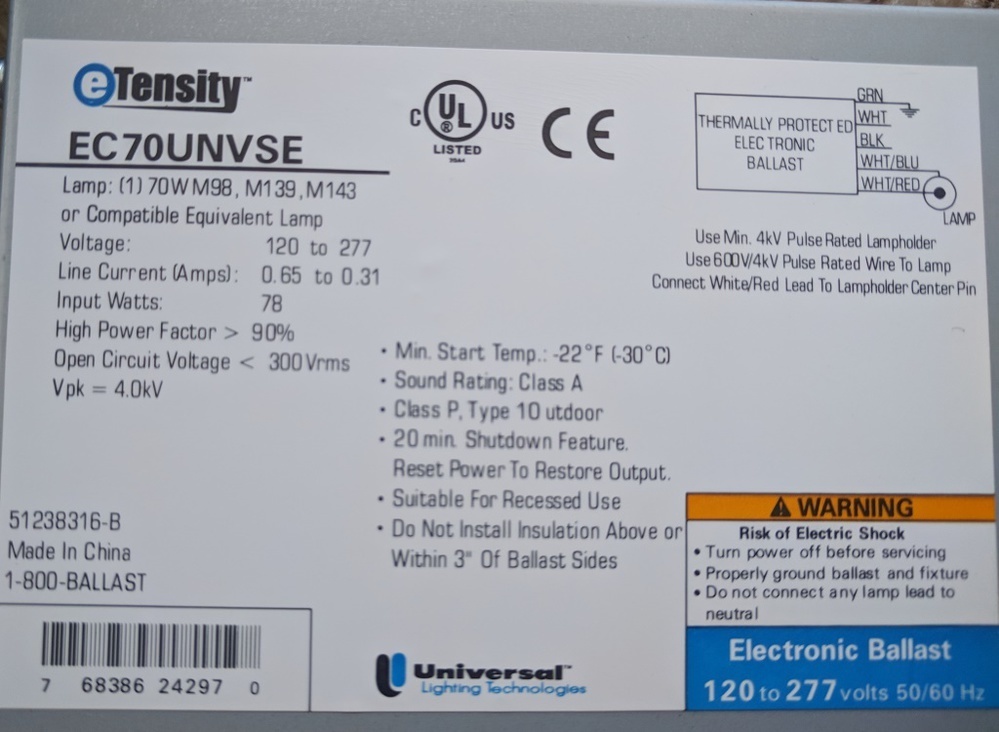 eTensity™
EC70UNVSE
Lamp: (1) 70W M98, M139, M143
or Compatible Equivalent Lamp
Voltage: 120 to 277
Line Current (Amps): 0.65 to 0.31
Input Watts: 78
High Power Factor > 90%
Open Circuit Voltage < 300Vrms
Vpk = 4.0kV
C UL ® US
LISTED
CE
THERMALLY PROTECTED
ELECTRONIC
BALLAST
GRN
WHT
BLK
WHT/BLU
WHT/RED
LAMP
Use Min. 4kV Pulse Rated Lampholder
Use 600V/4kV Pulse Rated Wire To Lamp
Connect White/Red Lead To Lampholder Center Pin
• Min. Start Temp.: -22°F (-30°C)
• Sound Rating: Class A
• Class P, Type 1 Outdoor
• 20 min. Shutdown Feature.
Reset Power To Restore Output.
• Suitable For Recessed Use
• Do Not Install Insulation Above or
Within 3" Of Ballast Sides
51238316-B
Made In China
1-800-BALLAST
7 68386 24297 0
Universal™
Lighting Technologies
⚠ WARNING
Risk of Electric Shock
• Turn power off before servicing
• Properly ground ballast and fixture
• Do not connect any lamp lead to
neutral
Electronic Ballast
120 to 277 volts 50/60 Hz